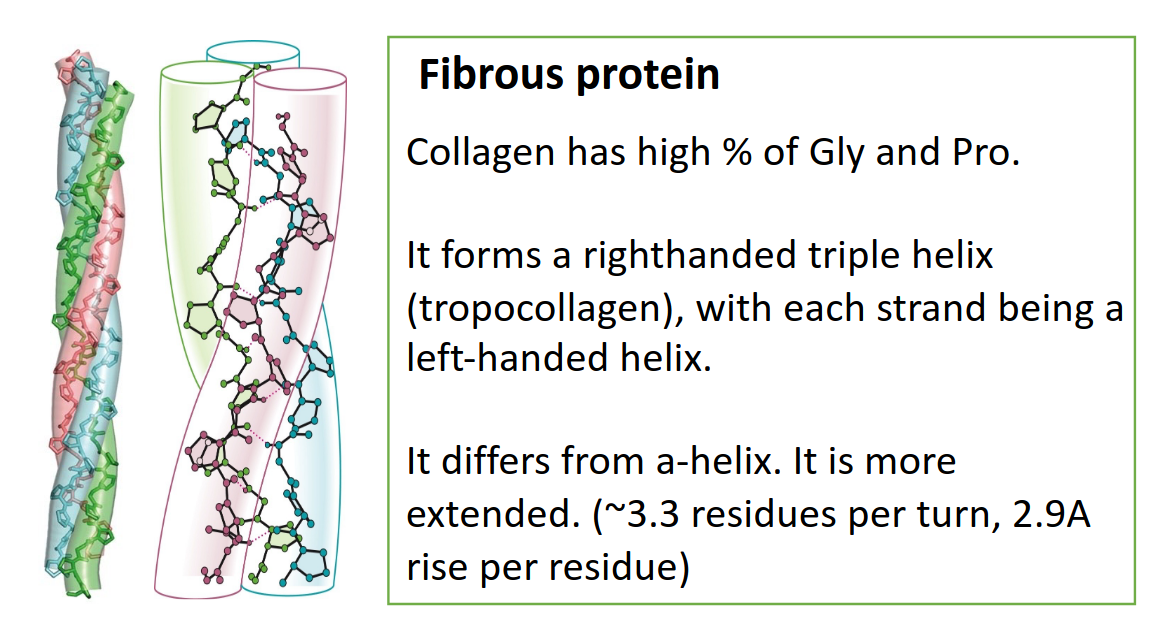 Fibrous protein
Collagen has high % of Gly and Pro.
It forms a righthanded triple helix
(tropocollagen), with each strand being a
left-handed helix.
It differs from a-helix. It is more
extended. (~3.3 residues per turn, 2.9A
rise per residue)